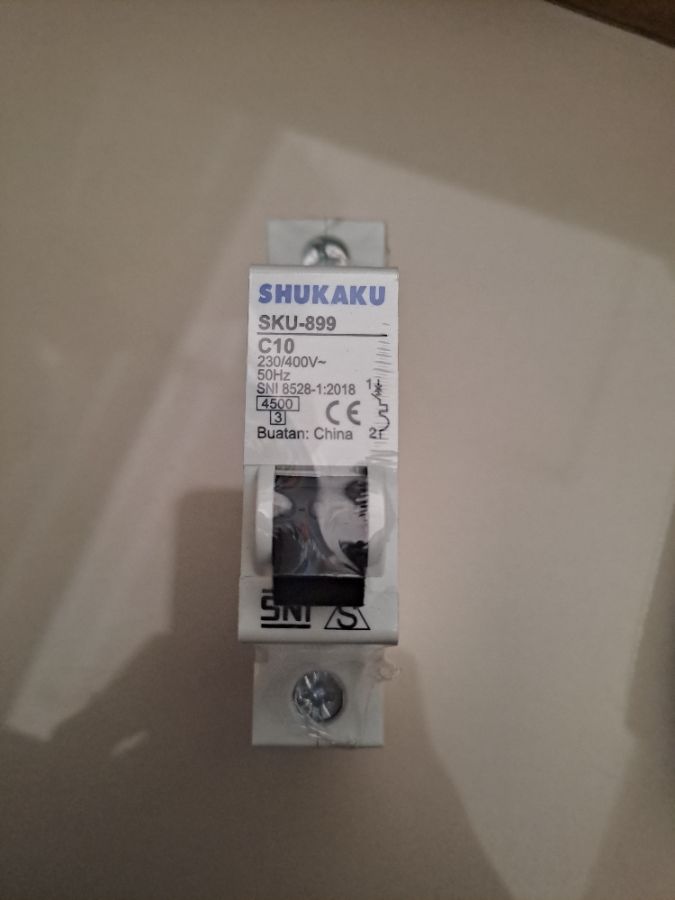 SHUKAKU
SKU-899
C10
230/400V~
50Hz
SNI 8528-1:2018
1
4500
3
CE
Buatan: China
2
SNI
S